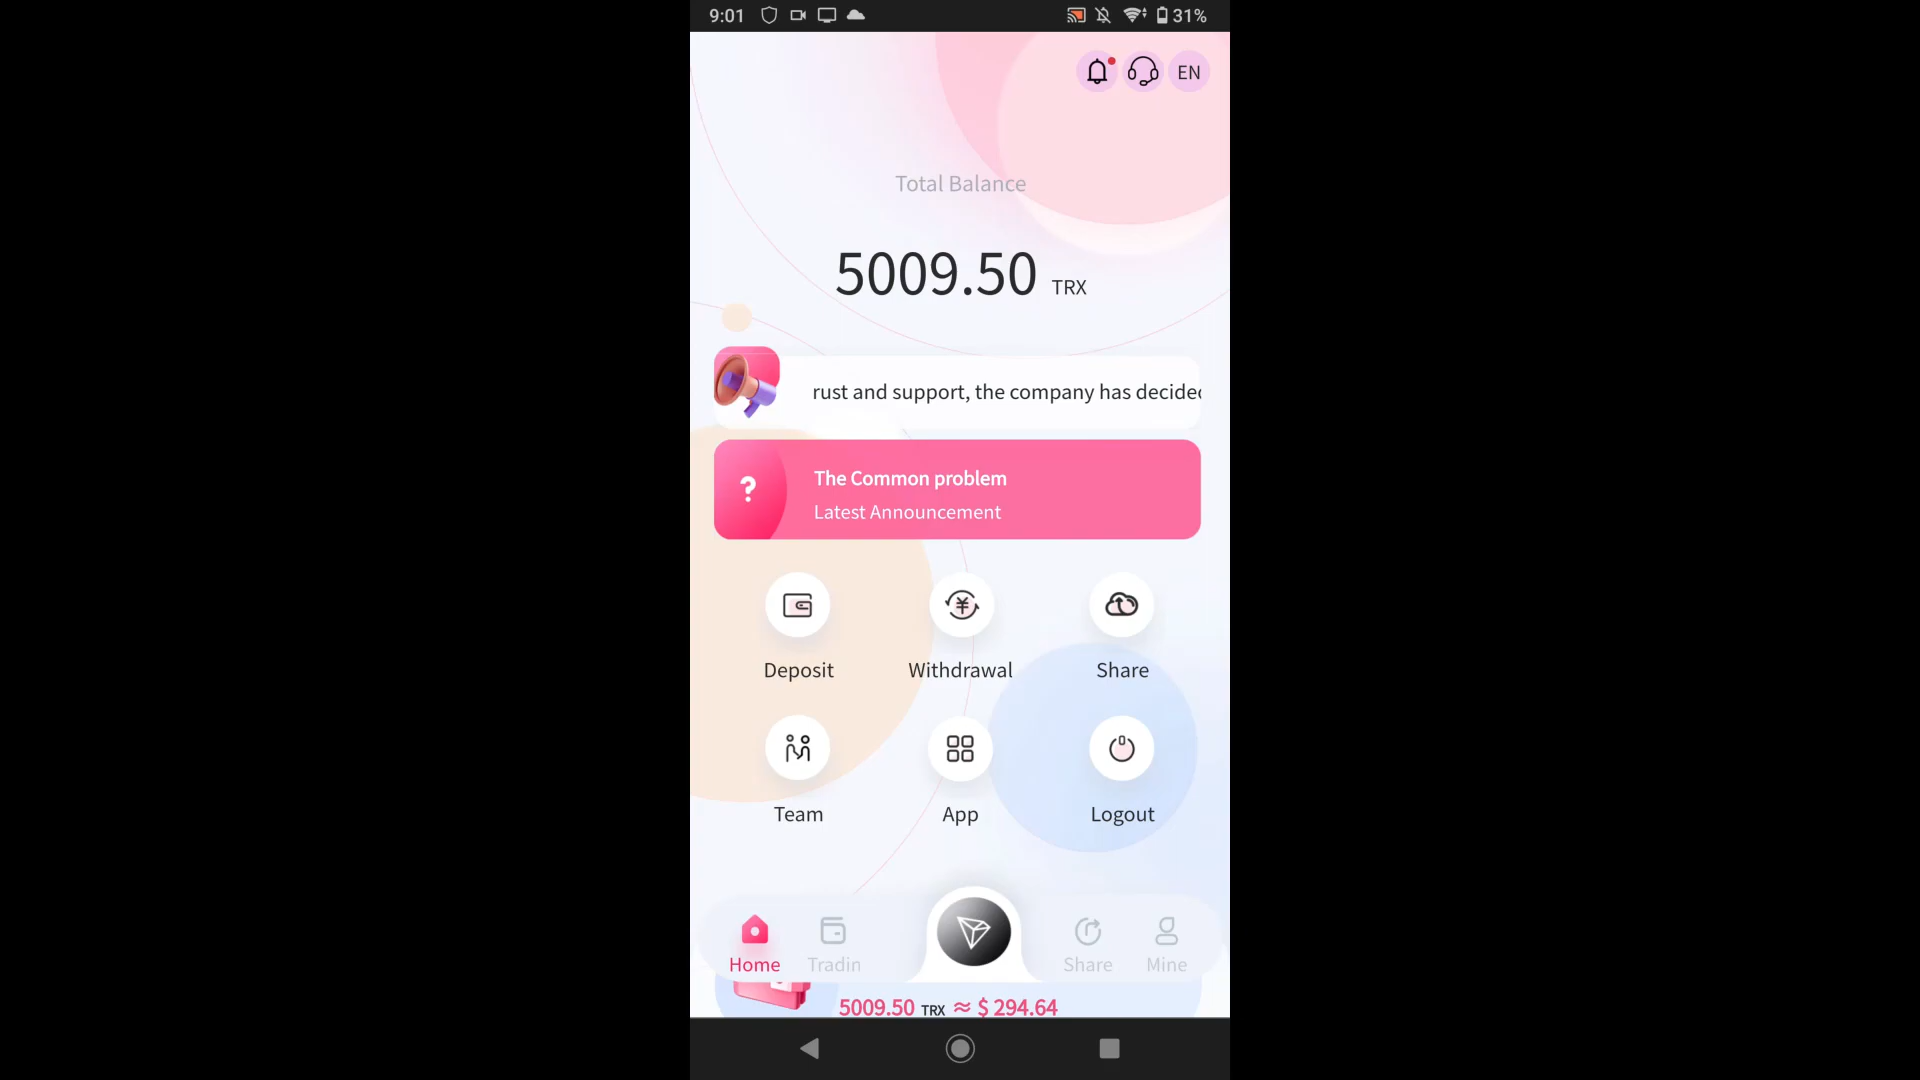 9:01
31%
EN
Total Balance
5009.50 TRX
rust and support, the company has decided
The Common problem
Latest Announcement
Deposit
Withdrawal
Share
Team
App
Logout
Home
Tradin
Share
Mine
5009.50 TRX ≈ $ 294.64